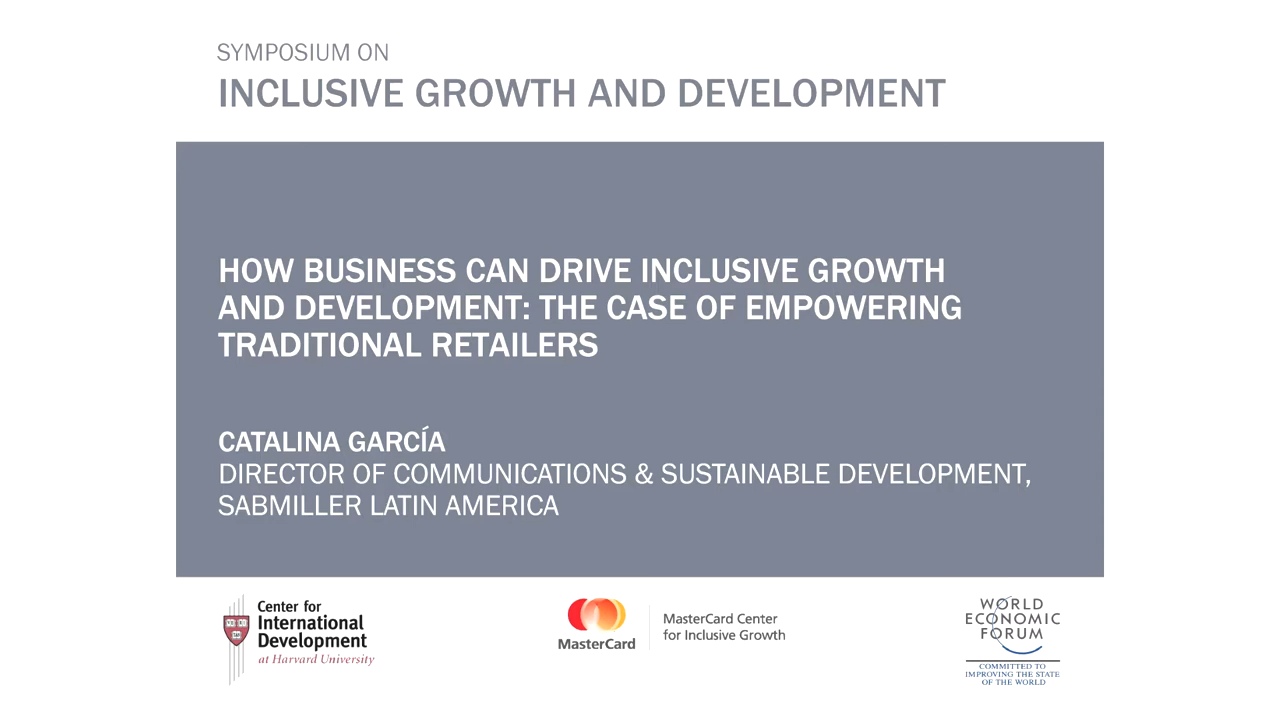 SYMPOSIUM ON
INCLUSIVE GROWTH AND DEVELOPMENT
HOW BUSINESS CAN DRIVE INCLUSIVE GROWTH
AND DEVELOPMENT: THE CASE OF EMPOWERING
TRADITIONAL RETAILERS
CATALINA GARCÍA
DIRECTOR OF COMMUNICATIONS & SUSTAINABLE DEVELOPMENT,
SABMILLER LATIN AMERICA
Center for
International
Development
at Harvard University
MasterCard
MasterCard Center
for Inclusive Growth
WORLD
ECONOMIC
FORUM
COMMITTED TO
IMPROVING THE STATE
OF THE WORLD